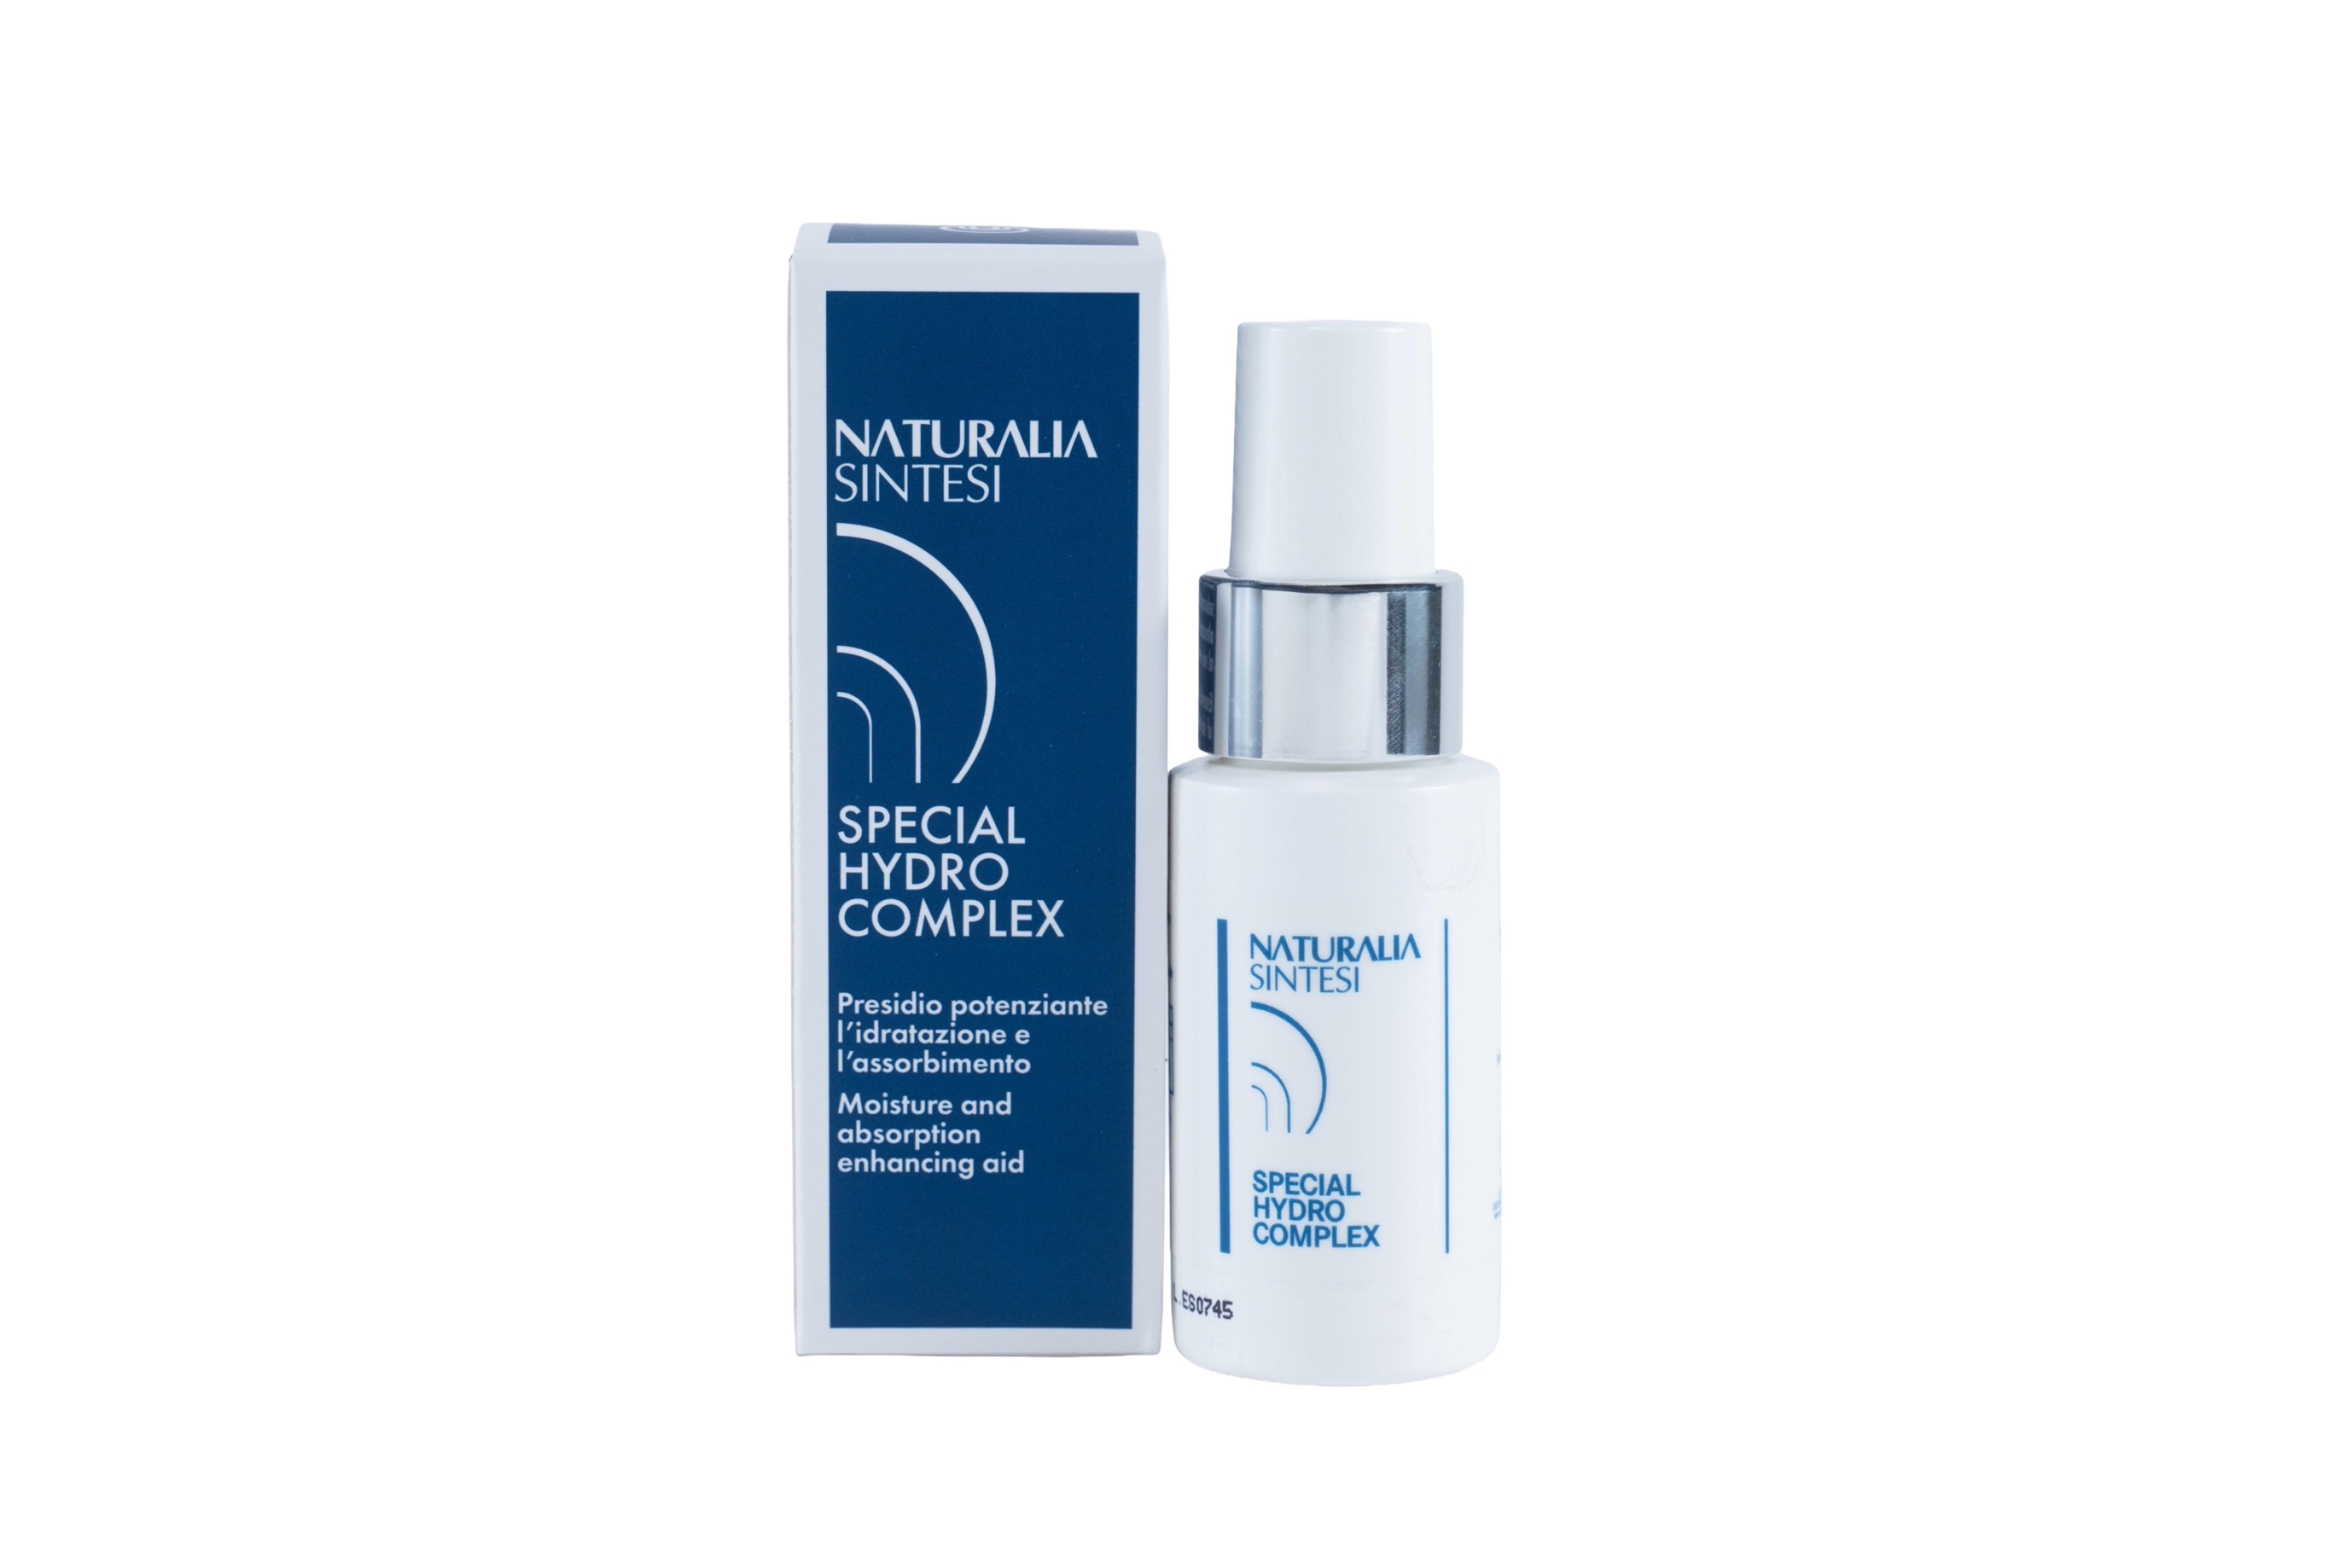 NATURALIA
SINTESI
SPECIAL
HYDRO
COMPLEX
Presidio potenziante
l'idratazione e
l'assorbimento
Moisture and
absorption
enhancing aid
NATURALIA
SINTESI
SPECIAL
HYDRO
COMPLEX
L.ES0745